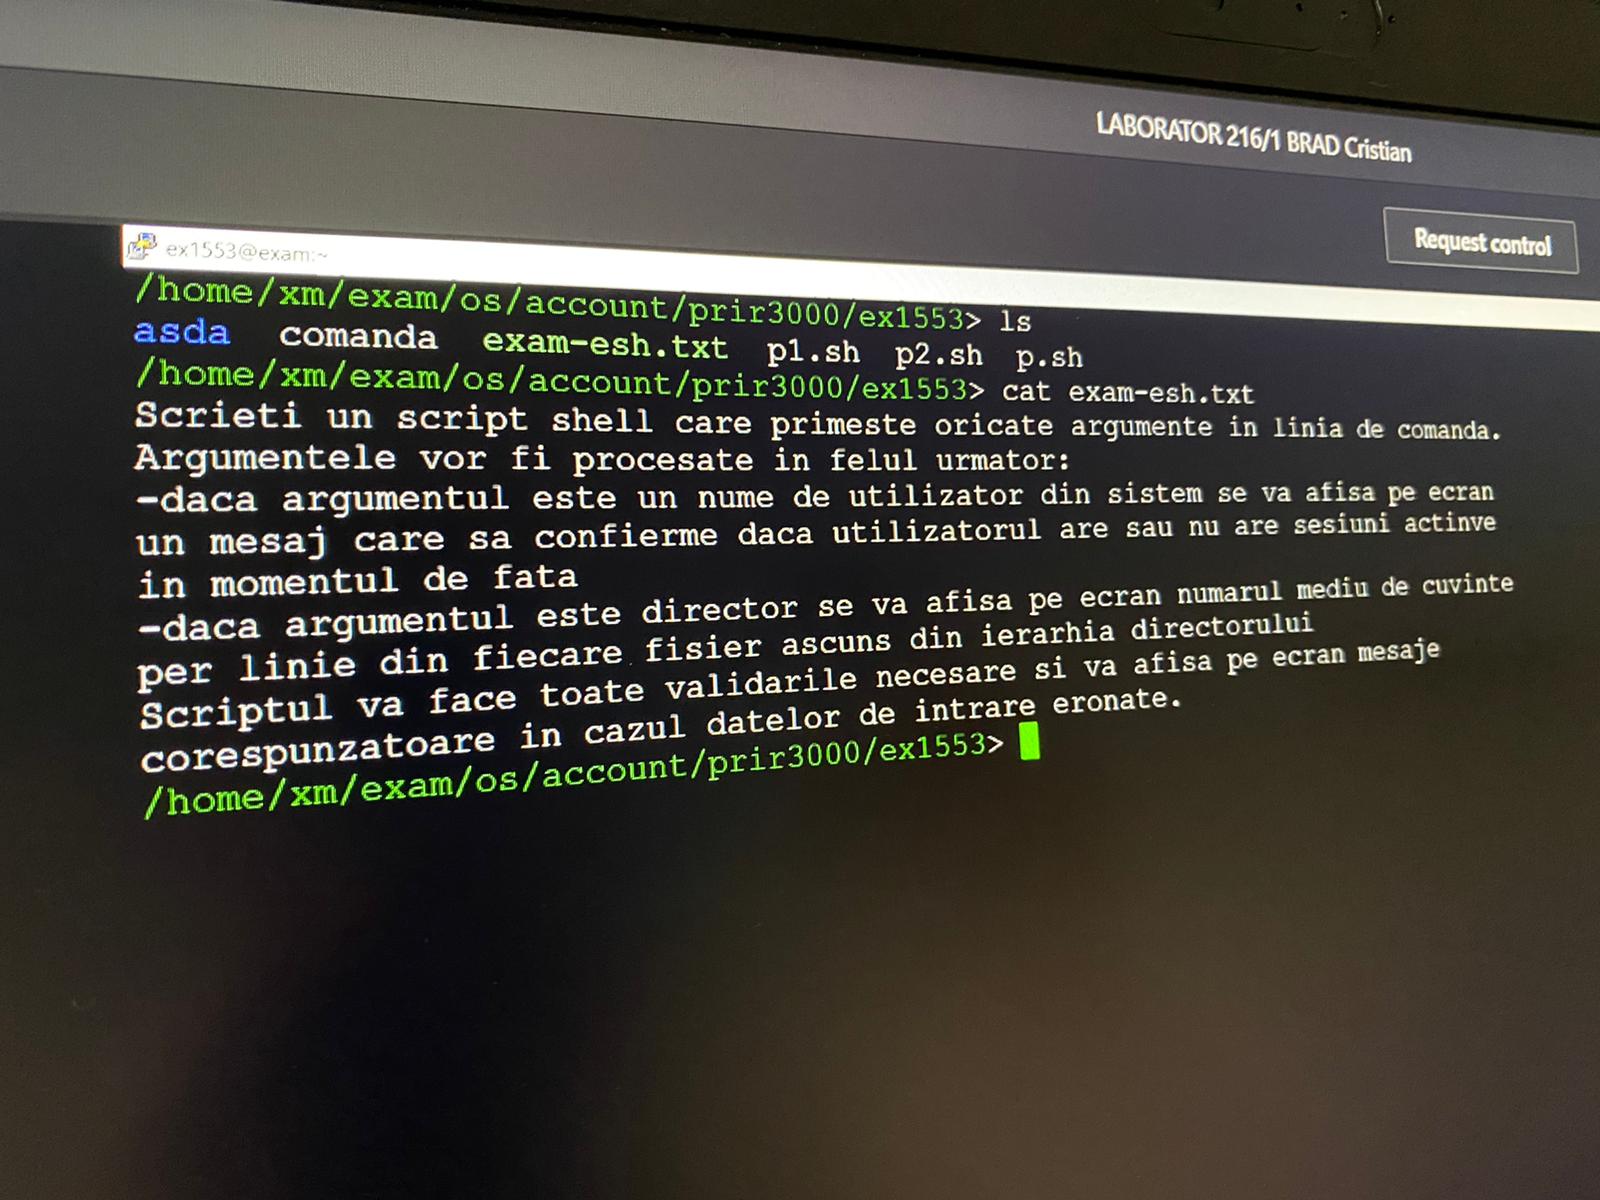 LABORATOR 216/1 BRAD Cristian
Request control
ex1553@exam:~
/home/xm/exam/os/account/prir3000/ex1553> ls
asda comanda exam-esh.txt p1.sh p2.sh p.sh
/home/xm/exam/os/account/prir3000/ex1553> cat exam-esh.txt
Scrieti un script shell care primeste oricate argumente in linia de comanda.
Argumentele vor fi procesate in felul urmator:
-daca argumentul este un nume de utilizator din sistem se va afisa pe ecran
un mesaj care sa confierme daca utilizatorul are sau nu are sesiuni actinve
in momentul de fata
-daca argumentul este director se va afisa pe ecran numarul mediu de cuvinte
per linie din fiecare fisier ascuns din ierarhia directorului
Scriptul va face toate validarile necesare si va afisa pe ecran mesaje
corespunzatoare in cazul datelor de intrare eronate.
/home/xm/exam/os/account/prir3000/ex1553>